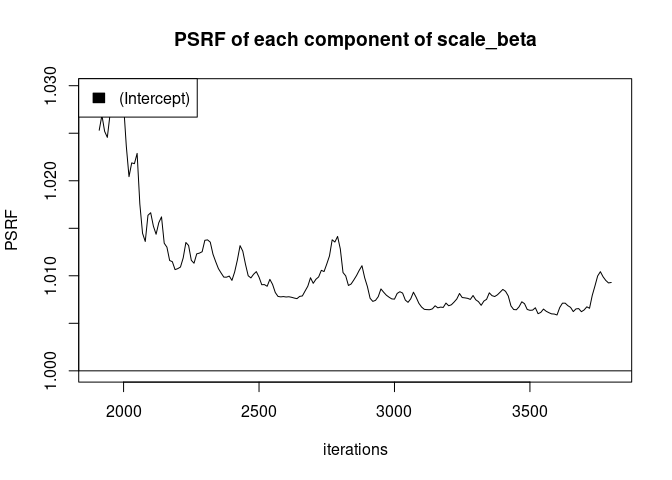 PSRF of each component of scale_beta
(Intercept)
PSRF
1.030
1.020
1.010
1.000
2000 2500 3000 3500
iterations